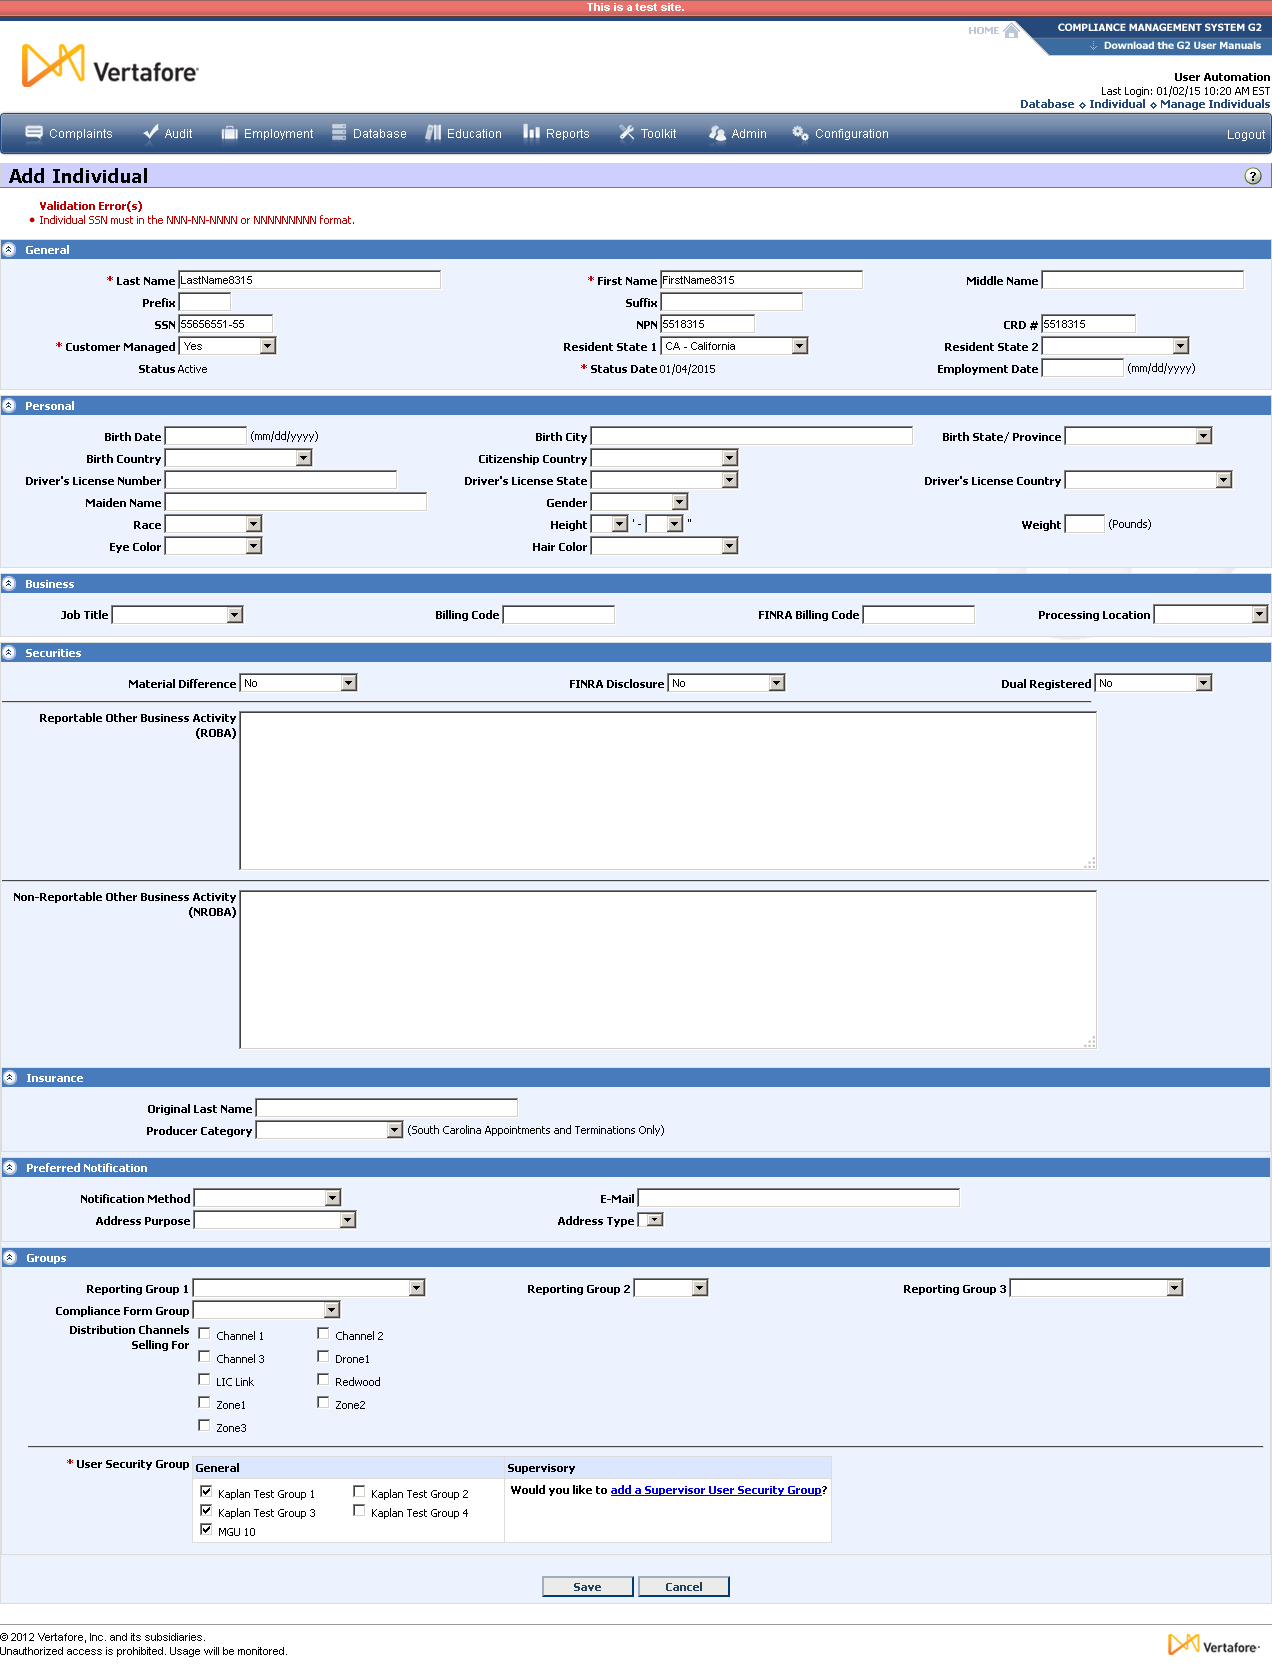 This is a test site.
HOME
COMPLIANCE MANAGEMENT SYSTEM G2
Download the G2 User Manuals
Vertafore
User Automation
Last Login: 01/02/15 10:20 AM EST
Database ◇ Individual ◇ Manage Individuals
Complaints Audit Employment Database Education Reports Toolkit Admin Configuration Logout
Add Individual ?
Validation Error(s)
• Individual SSN must in the NNN-NN-NNNN or NNNNNNNNN format.
General
* Last Name LastName8315 * First Name FirstName8315 Middle Name
Prefix Suffix
SSN 55656551-55 NPN 5518315 CRD # 5518315
* Customer Managed Yes Resident State 1 CA - California Resident State 2
Status Active * Status Date 01/04/2015 Employment Date (mm/dd/yyyy)
Personal
Birth Date (mm/dd/yyyy) Birth City Birth State/ Province
Birth Country Citizenship Country
Driver's License Number Driver's License State Driver's License Country
Maiden Name Gender
Race Height ' - " Weight (Pounds)
Eye Color Hair Color
Business
Job Title Billing Code FINRA Billing Code Processing Location
Securities
Material Difference No FINRA Disclosure No Dual Registered No
Reportable Other Business Activity
(ROBA)
Non-Reportable Other Business Activity
(NROBA)
Insurance
Original Last Name
Producer Category (South Carolina Appointments and Terminations Only)
Preferred Notification
Notification Method E-Mail
Address Purpose Address Type
Groups
Reporting Group 1 Reporting Group 2 Reporting Group 3
Compliance Form Group
Distribution Channels
Selling For
Channel 1 Channel 2
Channel 3 Drone1
LIC Link Redwood
Zone1 Zone2
Zone3
* User Security Group General Supervisory
Kaplan Test Group 1 Kaplan Test Group 2 Would you like to add a Supervisor User Security Group?
Kaplan Test Group 3 Kaplan Test Group 4
MGU 10
Save Cancel
© 2012 Vertafore, Inc. and its subsidiaries.
Unauthorized access is prohibited. Usage will be monitored.
Vertafore